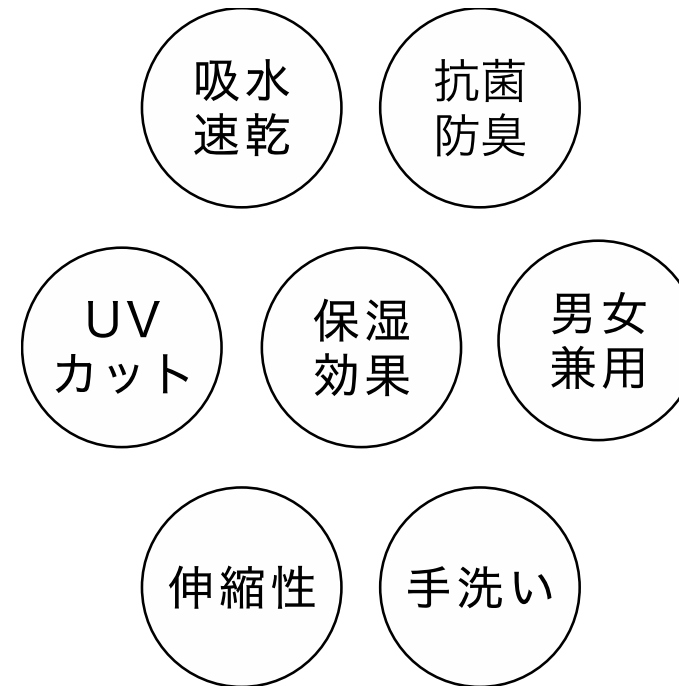 吸水
速乾
抗菌
防臭
UV
カット
保湿
効果
男女
兼用
伸縮性
手洗い